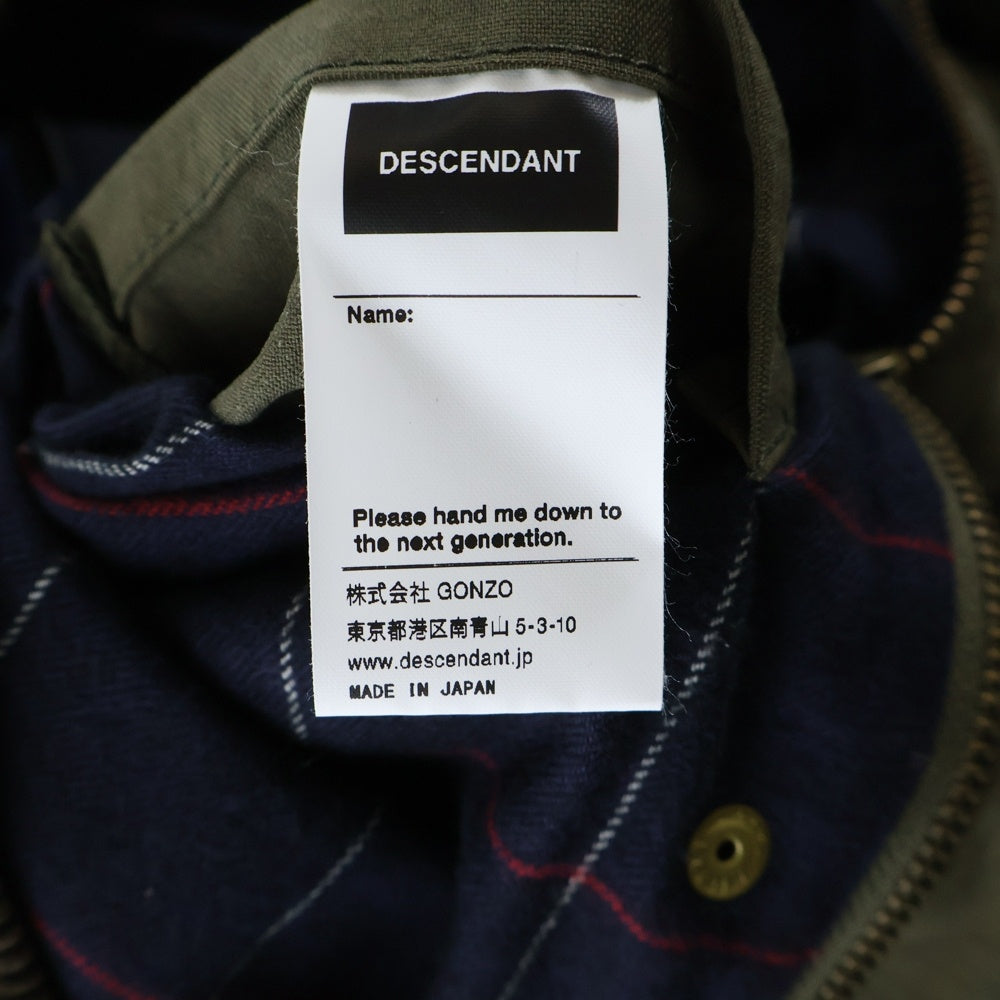 DESCENDANT
Name:
Please hand me down to
the next generation.
株式会社 GONZO
東京都港区南青山 5-3-10
www.descendant.jp
MADE IN JAPAN